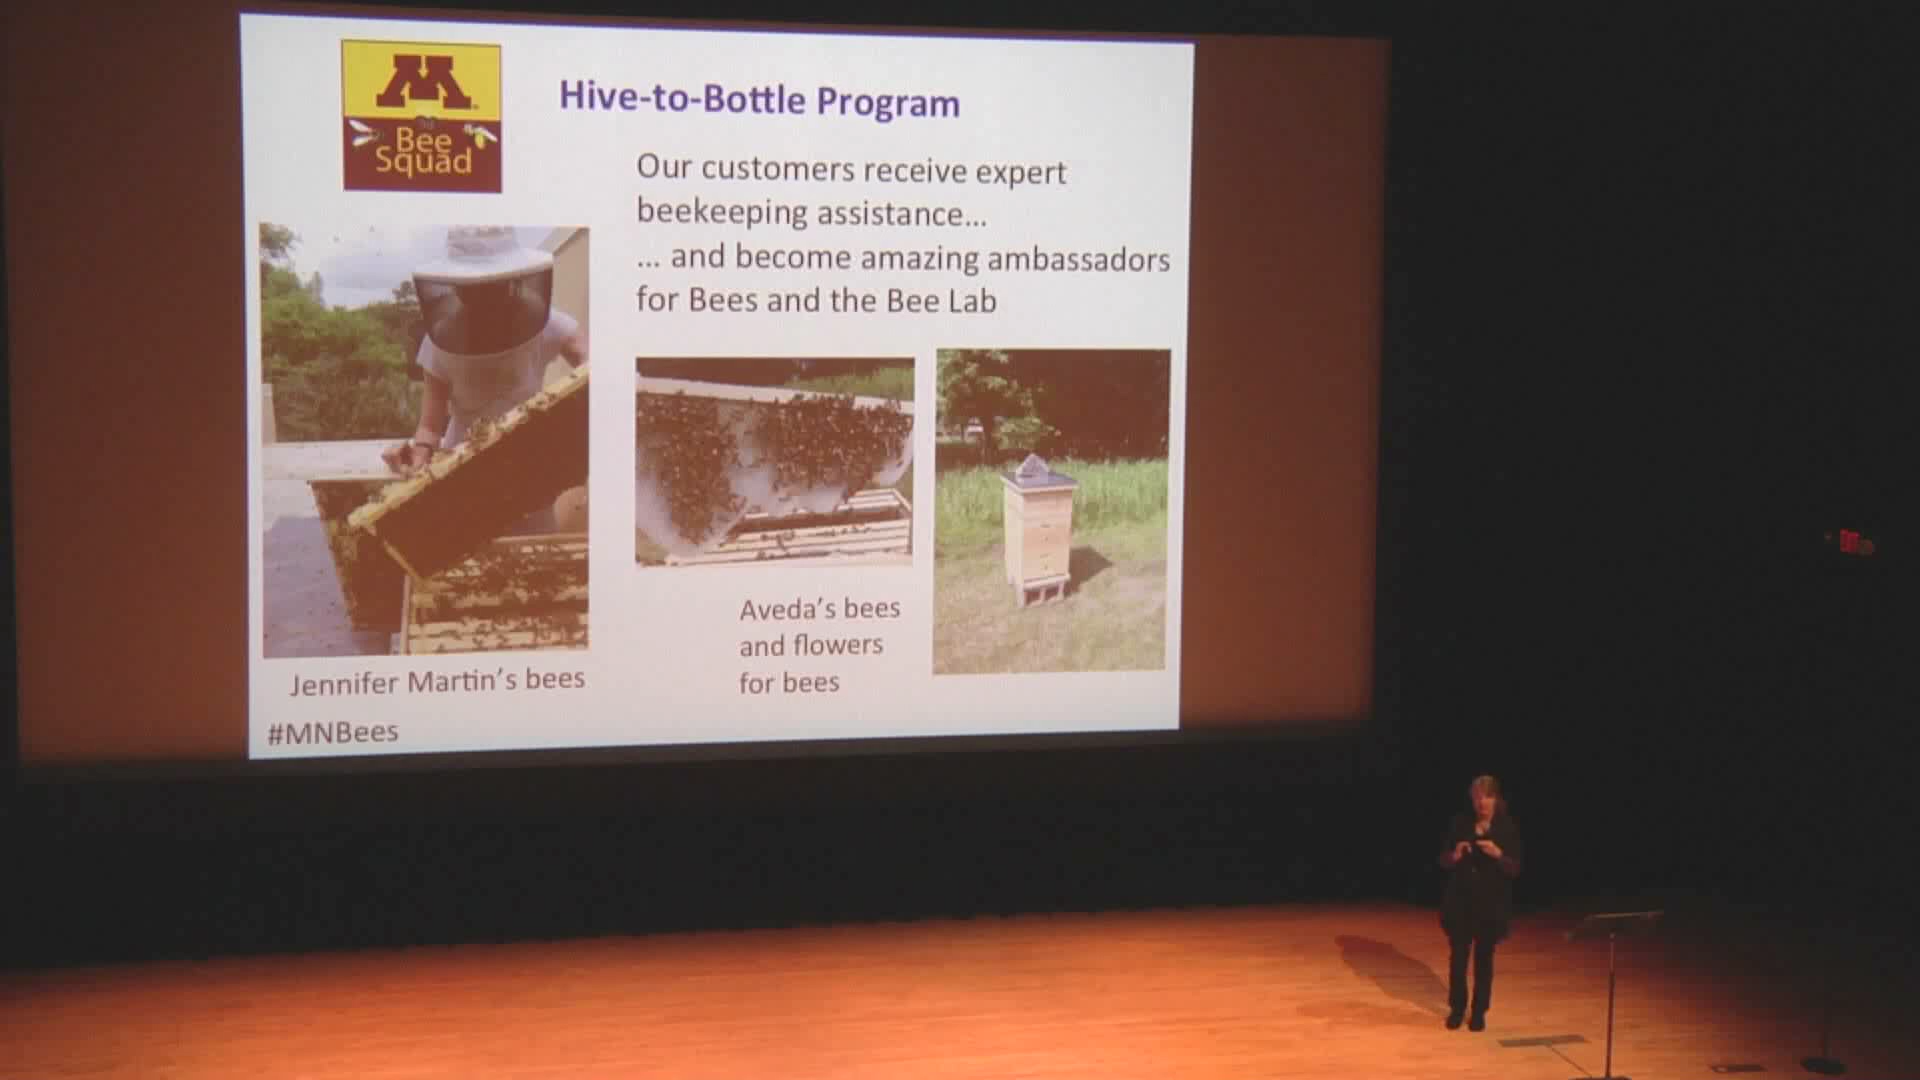 M
Bee
Squad
Hive-to-Bottle Program
Our customers receive expert
beekeeping assistance...
... and become amazing ambassadors
for Bees and the Bee Lab
Jennifer Martin's bees
Aveda's bees
and flowers
for bees
#MNBees